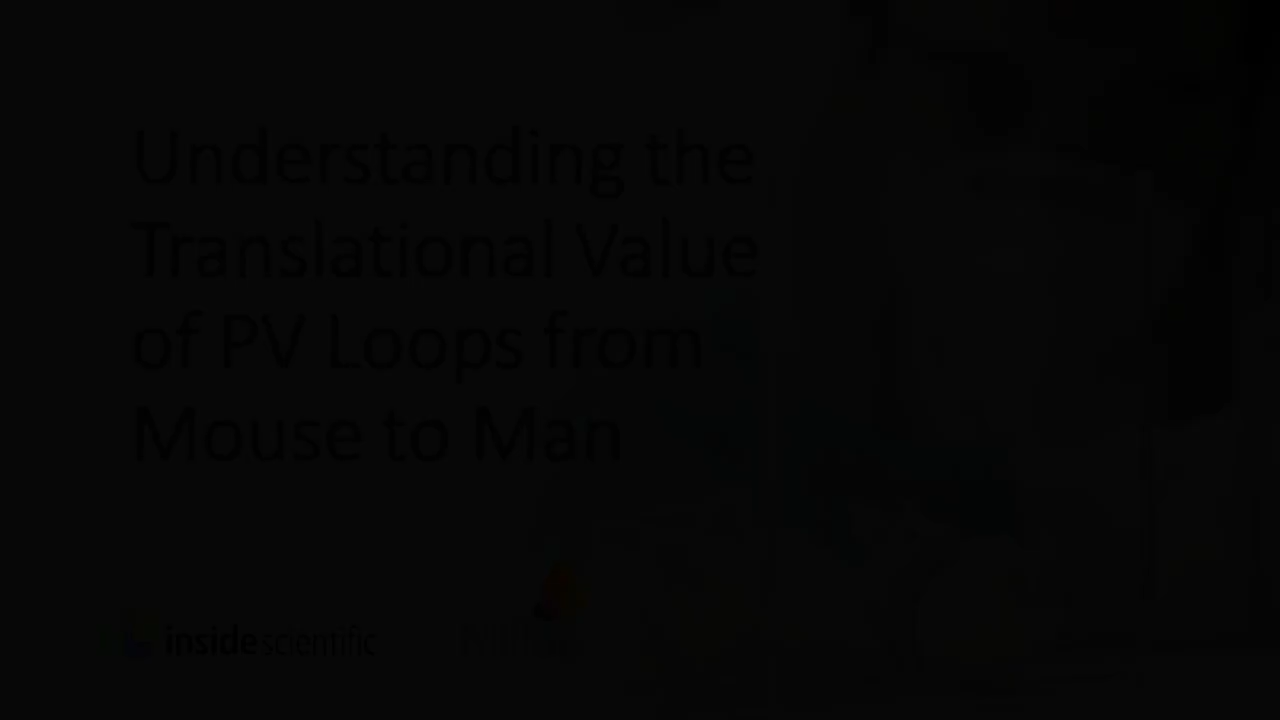 Understanding the
Translational Value
of PV Loops from
Mouse to Man
insidescientific